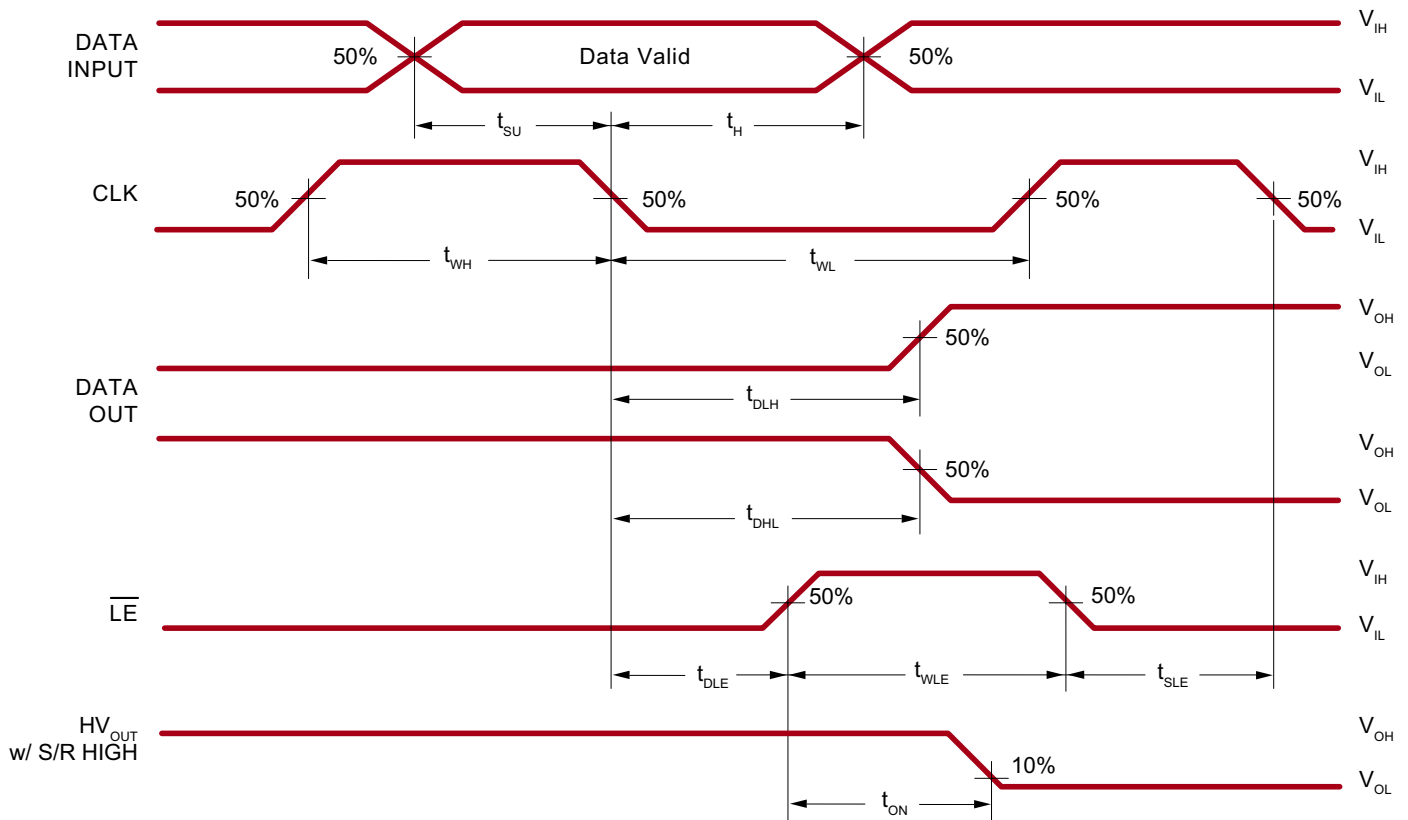 DATA
INPUT
50%
Data Valid
50%
V_IH
V_IL
t_SU
t_H
CLK
50%
50%
50%
50%
V_IH
V_IL
t_WH
t_WL
DATA
OUT
50%
V_OH
V_OL
t_DLH
50%
V_OH
V_OL
t_DHL
L̅E̅
50%
50%
V_IH
V_IL
t_DLE
t_WLE
t_SLE
HV_OUT
w/ S/R HIGH
10%
V_OH
V_OL
t_ON